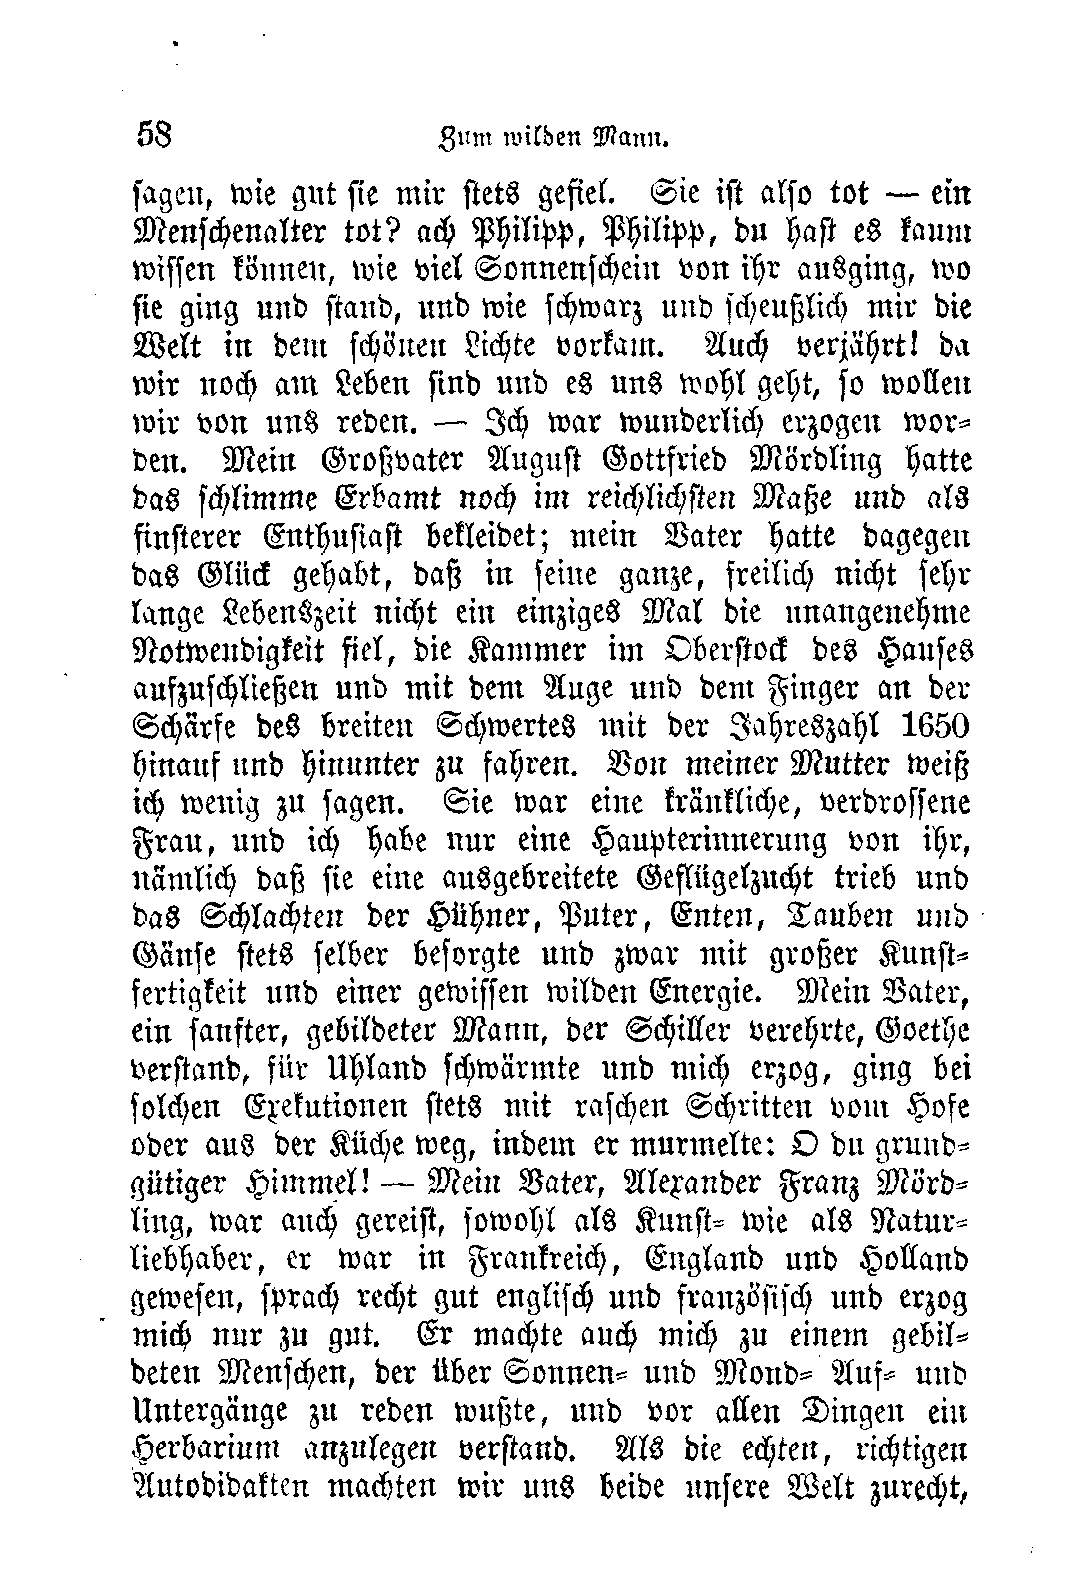 58 Zum wilden Mann.
sagen, wie gut sie mir stets gefiel. Sie ist also tot — ein
Menschenalter tot? ach Philipp, Philipp, du hast es kaum
wissen können, wie viel Sonnenschein von ihr ausging, wo
sie ging und stand, und wie schwarz und scheußlich mir die
Welt in dem schönen Lichte vorkam. Auch verjährt! da
wir noch am Leben sind und es uns wohl geht, so wollen
wir von uns reden. — Ich war wunderlich erzogen wor-
den. Mein Großvater August Gottfried Mördling hatte
das schlimme Erbamt noch im reichlichsten Maße und als
finsterer Enthusiast bekleidet; mein Vater hatte dagegen
das Glück gehabt, daß in seine ganze, freilich nicht sehr
lange Lebenszeit nicht ein einziges Mal die unangenehme
Notwendigkeit fiel, die Kammer im Oberstock des Hauses
aufzuschließen und mit dem Auge und dem Finger an der
Schärfe des breiten Schwertes mit der Jahreszahl 1650
hinauf und hinunter zu fahren. Von meiner Mutter weiß
ich wenig zu sagen. Sie war eine kränkliche, verdrossene
Frau, und ich habe nur eine Haupterinnerung von ihr,
nämlich daß sie eine ausgebreitete Geflügelzucht trieb und
das Schlachten der Hühner, Puter, Enten, Tauben und
Gänse stets selber besorgte und zwar mit großer Kunst-
fertigkeit und einer gewissen wilden Energie. Mein Vater,
ein sanfter, gebildeter Mann, der Schiller verehrte, Goethe
verstand, für Uhland schwärmte und mich erzog, ging bei
solchen Exekutionen stets mit raschen Schritten vom Hofe
oder aus der Küche weg, indem er murmelte: O du grund-
gütiger Himmel! — Mein Vater, Alexander Franz Mörd-
ling, war auch gereist, sowohl als Kunst- wie als Natur-
liebhaber, er war in Frankreich, England und Holland
gewesen, sprach recht gut englisch und französisch und erzog
mich nur zu gut. Er machte auch mich zu einem gebil-
deten Menschen, der über Sonnen- und Mond- Auf- und
Untergänge zu reden wußte, und vor allen Dingen ein
Herbarium anzulegen verstand. Als die echten, richtigen
Autodidakten machten wir uns beide unsere Welt zurecht,